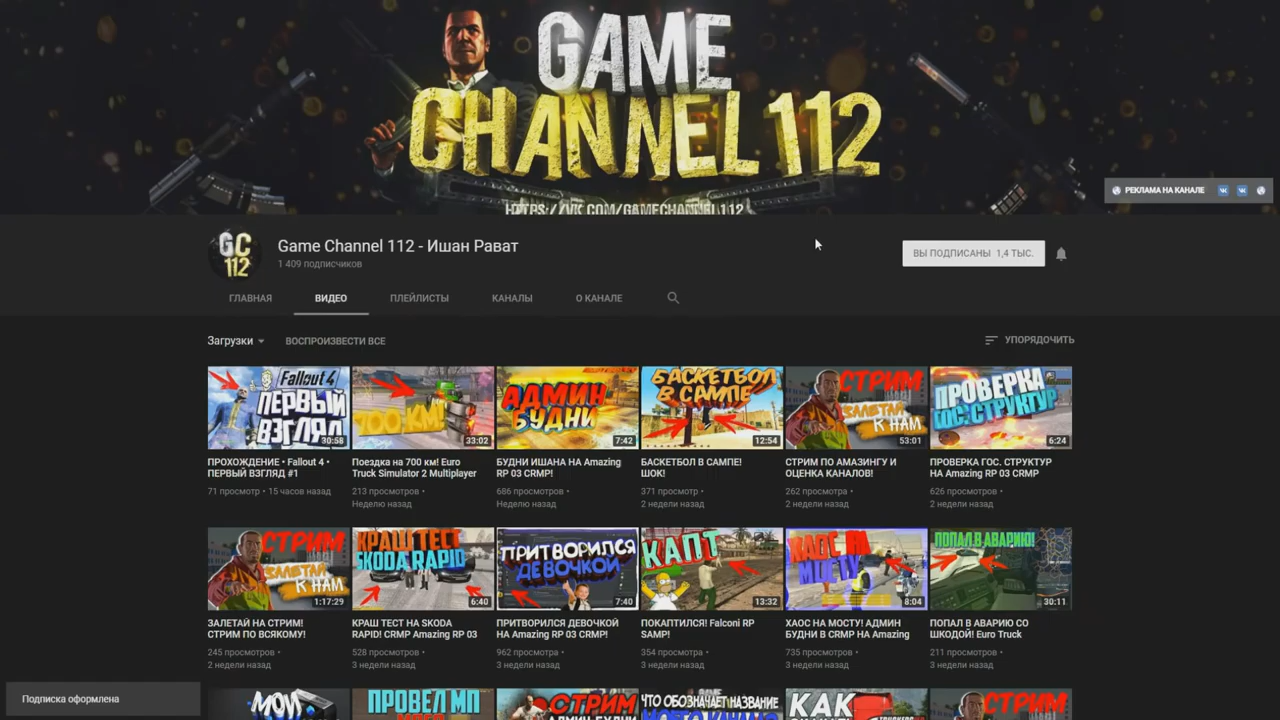 GAME
CHANNEL 112
HTTPS://VK.COM/GAMECHANNEL112
РЕКЛАМА НА КАНАЛЕ
GC
112
Game Channel 112 - Ишан Рават
1 409 подписчиков
ВЫ ПОДПИСАНЫ 1,4 ТЫС.
ГЛАВНАЯ
ВИДЕО
ПЛЕЙЛИСТЫ
КАНАЛЫ
О КАНАЛЕ
Загрузки
ВОСПРОИЗВЕСТИ ВСЕ
УПОРЯДОЧИТЬ
Fallout 4
ПЕРВЫЙ
ВЗГЛЯД
30:58
700 КМ!
33:02
АДМИН
БУДНИ
7:42
БАСКЕТБОЛ
В САМПЕ
12:54
СТРИМ
ЗАЛЕТАЙ
К НАМ
53:01
ПРОВЕРКА
ГОС. СТРУКТУР
6:24
ПРОХОЖДЕНИЕ • Fallout 4 •
ПЕРВЫЙ ВЗГЛЯД #1
71 просмотр • 15 часов назад
Поездка на 700 км! Euro
Truck Simulator 2 Multiplayer
213 просмотров •
Неделю назад
БУДНИ ИШАНА НА Amazing
RP 03 CRMP!
686 просмотров •
Неделю назад
БАСКЕТБОЛ В САМПЕ!
ШОК!
371 просмотр •
2 недели назад
СТРИМ ПО АМАЗИНГУ И
ОЦЕНКА КАНАЛОВ!
262 просмотра •
2 недели назад
ПРОВЕРКА ГОС. СТРУКТУР
НА Amazing RP 03 CRMP
626 просмотров •
2 недели назад
СТРИМ
ЗАЛЕТАЙ
К НАМ
1:17:29
КРАШ ТЕСТ
SKODA RAPID
6:40
ПРИТВОРИЛСЯ
ДЕВОЧКОЙ
7:40
КАПТ
13:32
ХАОС НА
МОСТУ
8:04
ПОПАЛ В АВАРИЮ!
30:11
ЗАЛЕТАЙ НА СТРИМ!
СТРИМ ПО ВСЯКОМУ!
245 просмотров •
2 недели назад
КРАШ ТЕСТ НА SKODA
RAPID! CRMP Amazing RP 03
528 просмотров •
3 недели назад
ПРИТВОРИЛСЯ ДЕВОЧКОЙ
НА Amazing RP 03 CRMP!
962 просмотра •
3 недели назад
ПОКАПТИЛСЯ! Falconi RP
SAMP!
354 просмотра •
3 недели назад
ХАОС НА МОСТУ! АДМИН
БУДНИ В CRMP НА Amazing
735 просмотров •
3 недели назад
ПОПАЛ В АВАРИЮ СО
ШКОДОЙ! Euro Truck
211 просмотров •
3 недели назад
Подписка оформлена
МОИ
ПРОВЕЛ МП
СТРИМ
АДМИН БУДНИ
ЧТО ОБОЗНАЧАЕТ НАЗВАНИЕ
МОЕГО КАНАЛА
КАК
СТРИМ